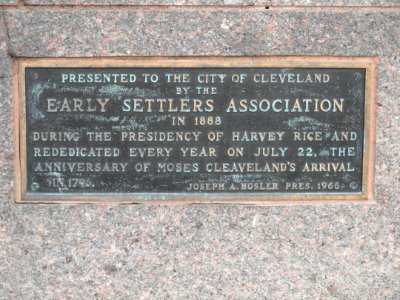 PRESENTED TO THE CITY OF CLEVELAND
BY THE
EARLY SETTLERS ASSOCIATION
IN 1888
DURING THE PRESIDENCY OF HARVEY RICE AND
REDEDICATED EVERY YEAR ON JULY 22, THE
ANNIVERSARY OF MOSES CLEAVELAND'S ARRIVAL
IN 1796.
JOSEPH A. HOSLER PRES. 1966